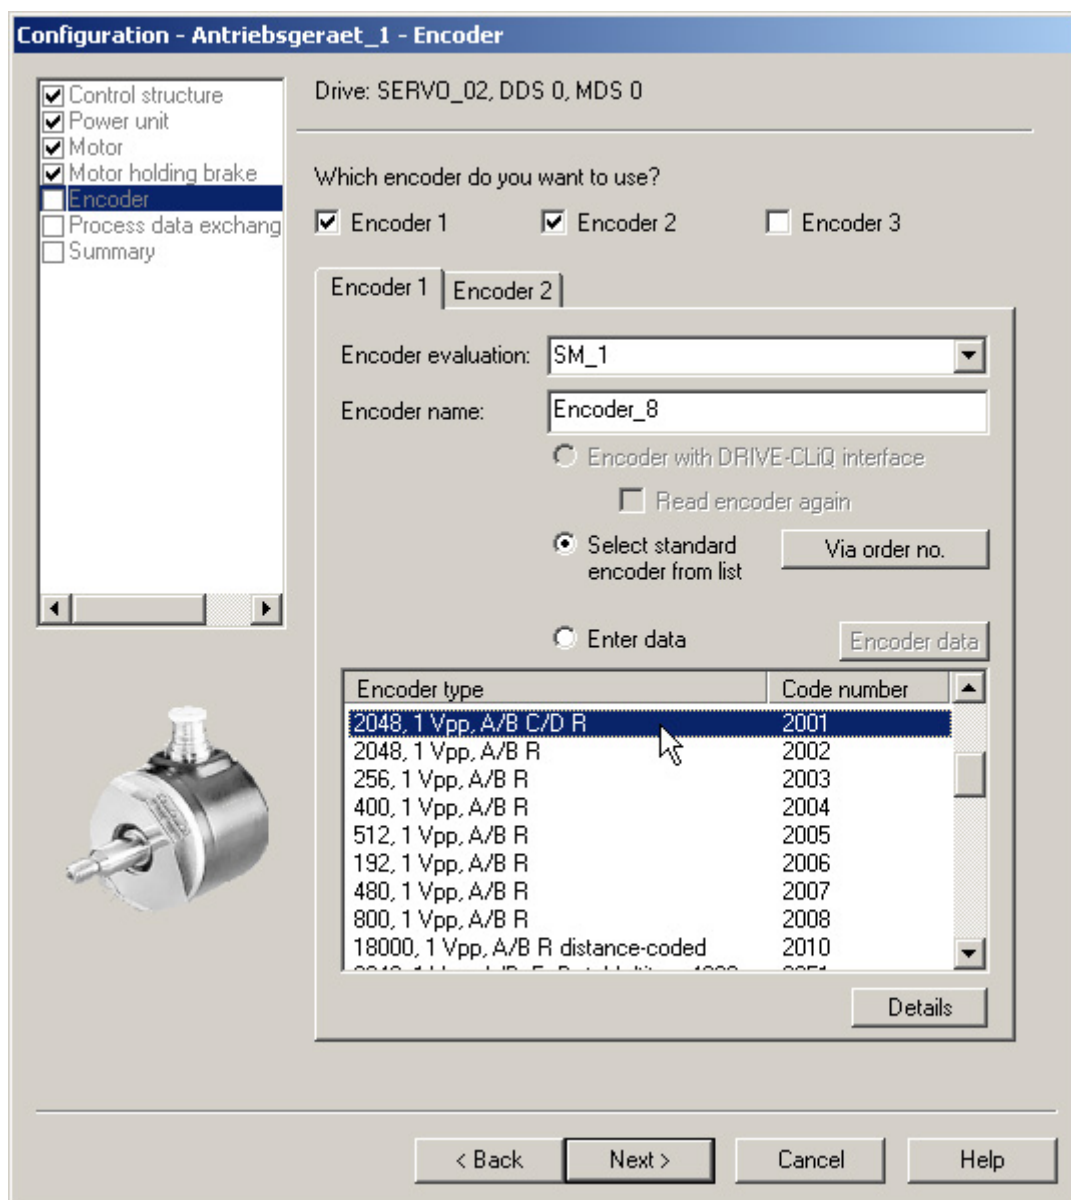 Configuration - Antriebsgeraet_1 - Encoder
Control structure
Power unit
Motor
Motor holding brake
Encoder
Process data exchang
Summary
Drive: SERVO_02, DDS 0, MDS 0
Which encoder do you want to use?
Encoder 1 Encoder 2 Encoder 3
Encoder 1 Encoder 2
Encoder evaluation: SM_1
Encoder name: Encoder_8
Encoder with DRIVE-CLiQ interface
Read encoder again
Select standard
encoder from list
Via order no.
Enter data
Encoder data
Encoder type Code number
2048, 1 Vpp, A/B C/D R 2001
2048, 1 Vpp, A/B R 2002
256, 1 Vpp, A/B R 2003
400, 1 Vpp, A/B R 2004
512, 1 Vpp, A/B R 2005
192, 1 Vpp, A/B R 2006
480, 1 Vpp, A/B R 2007
800, 1 Vpp, A/B R 2008
18000, 1 Vpp, A/B R distance-coded 2010
Details
< Back Next > Cancel Help